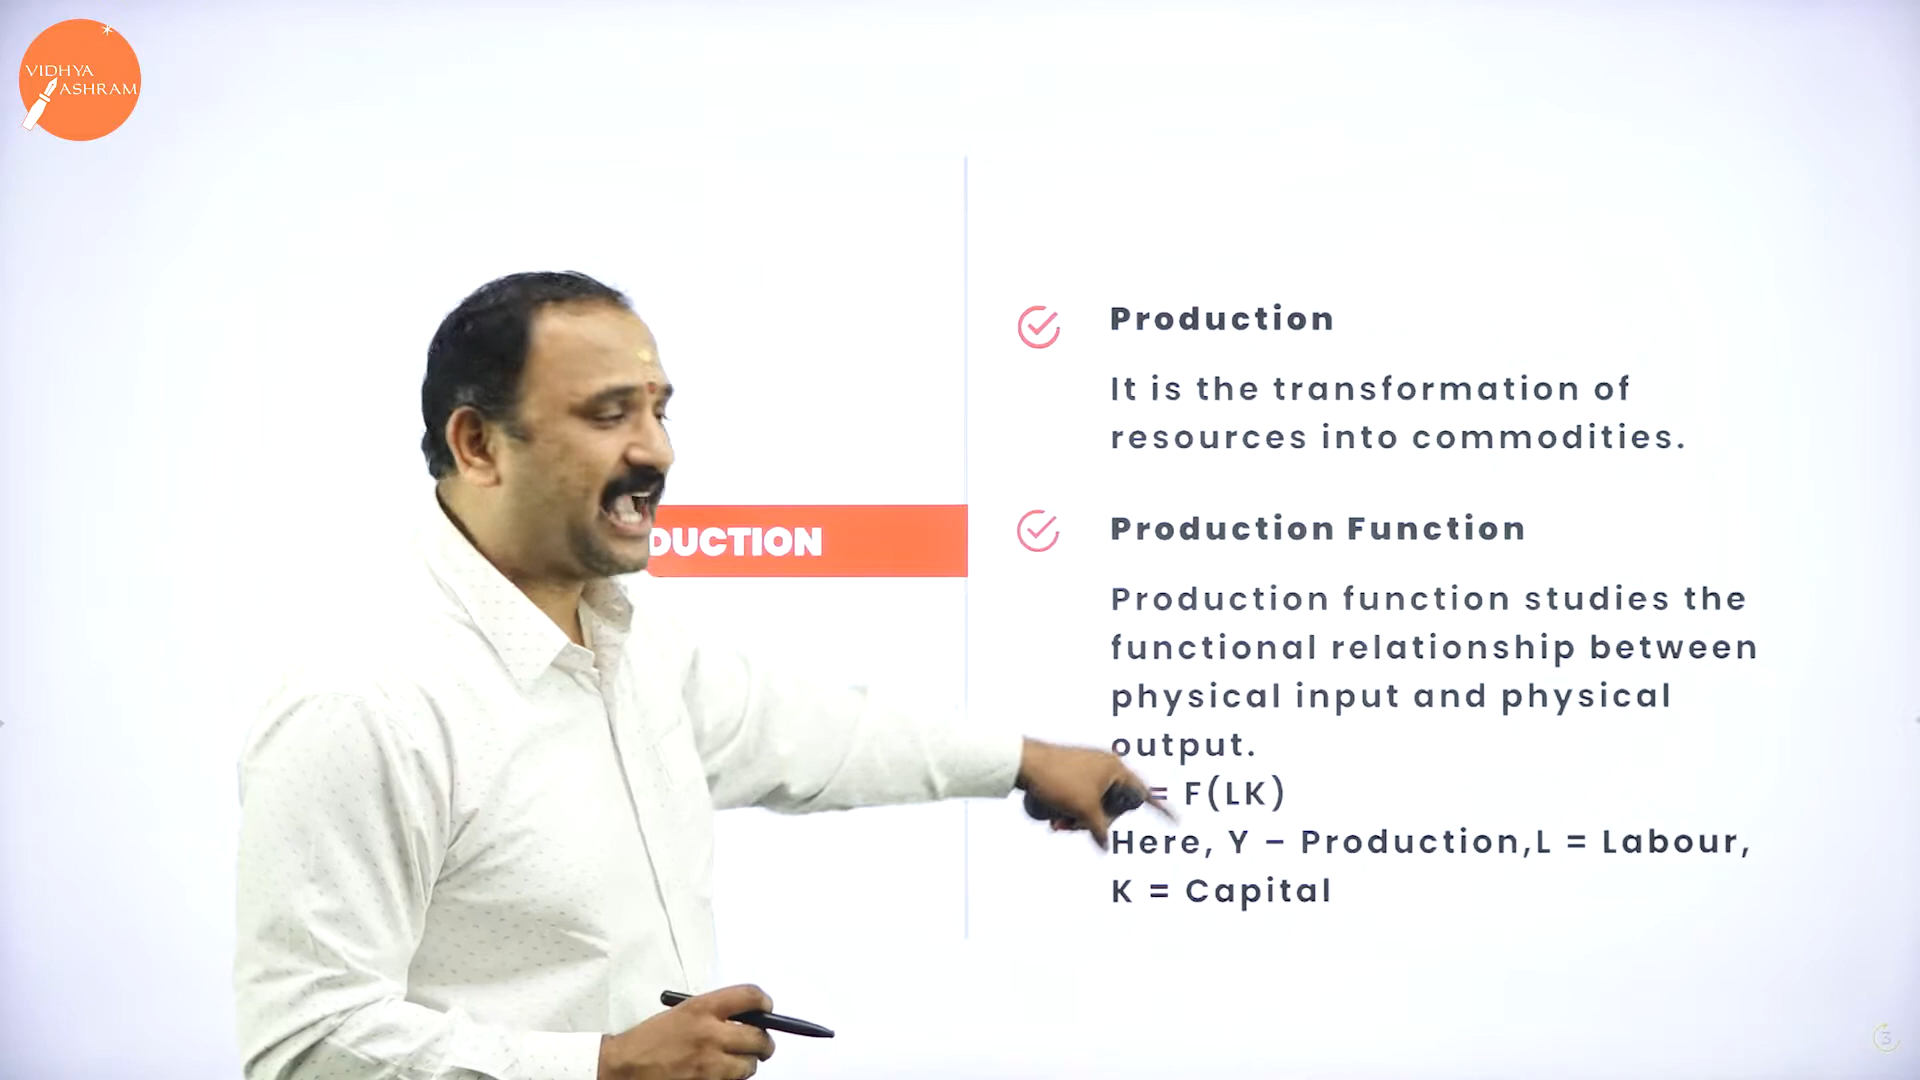 VIDHYA
ASHRAM
Production
It is the transformation of
resources into commodities.
DUCTION
Production Function
Production function studies the
functional relationship between
physical input and physical
output.
= F(LK)
Here, Y – Production,L = Labour,
K = Capital
3